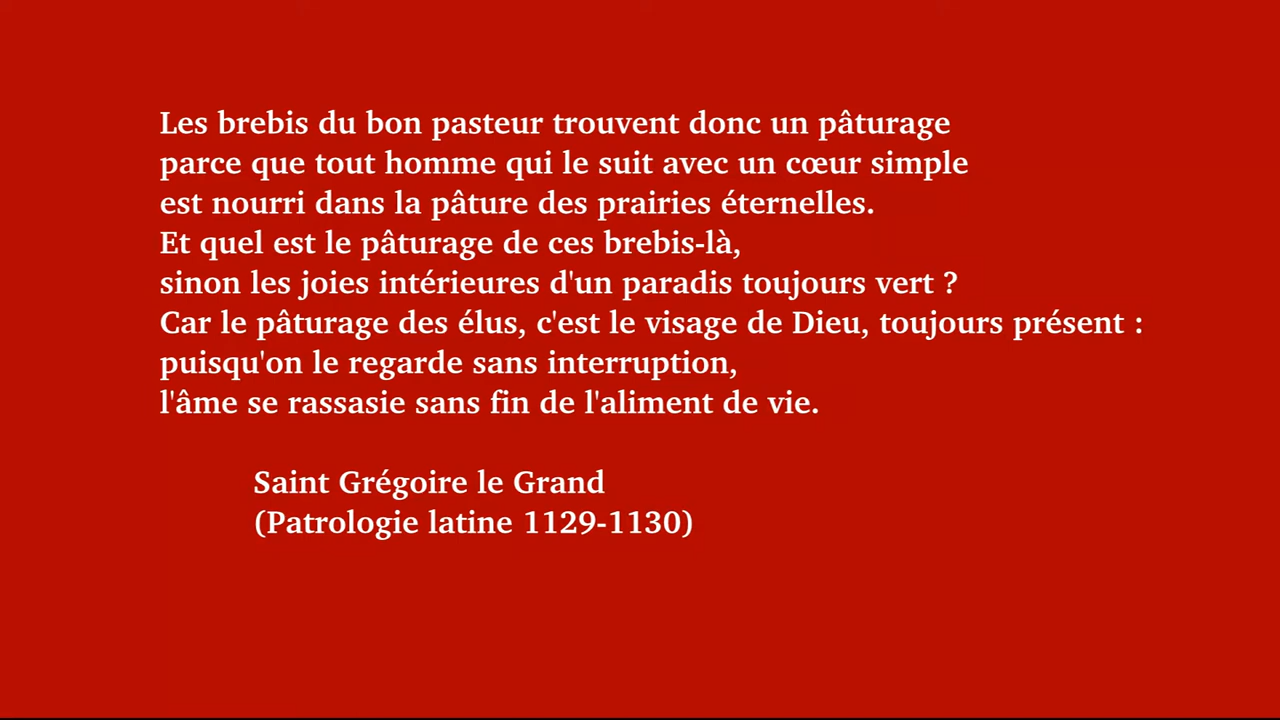 Les brebis du bon pasteur trouvent donc un pâturage
parce que tout homme qui le suit avec un cœur simple
est nourri dans la pâture des prairies éternelles.
Et quel est le pâturage de ces brebis-là,
sinon les joies intérieures d'un paradis toujours vert ?
Car le pâturage des élus, c'est le visage de Dieu, toujours présent :
puisqu'on le regarde sans interruption,
l'âme se rassasie sans fin de l'aliment de vie.
Saint Grégoire le Grand
(Patrologie latine 1129-1130)